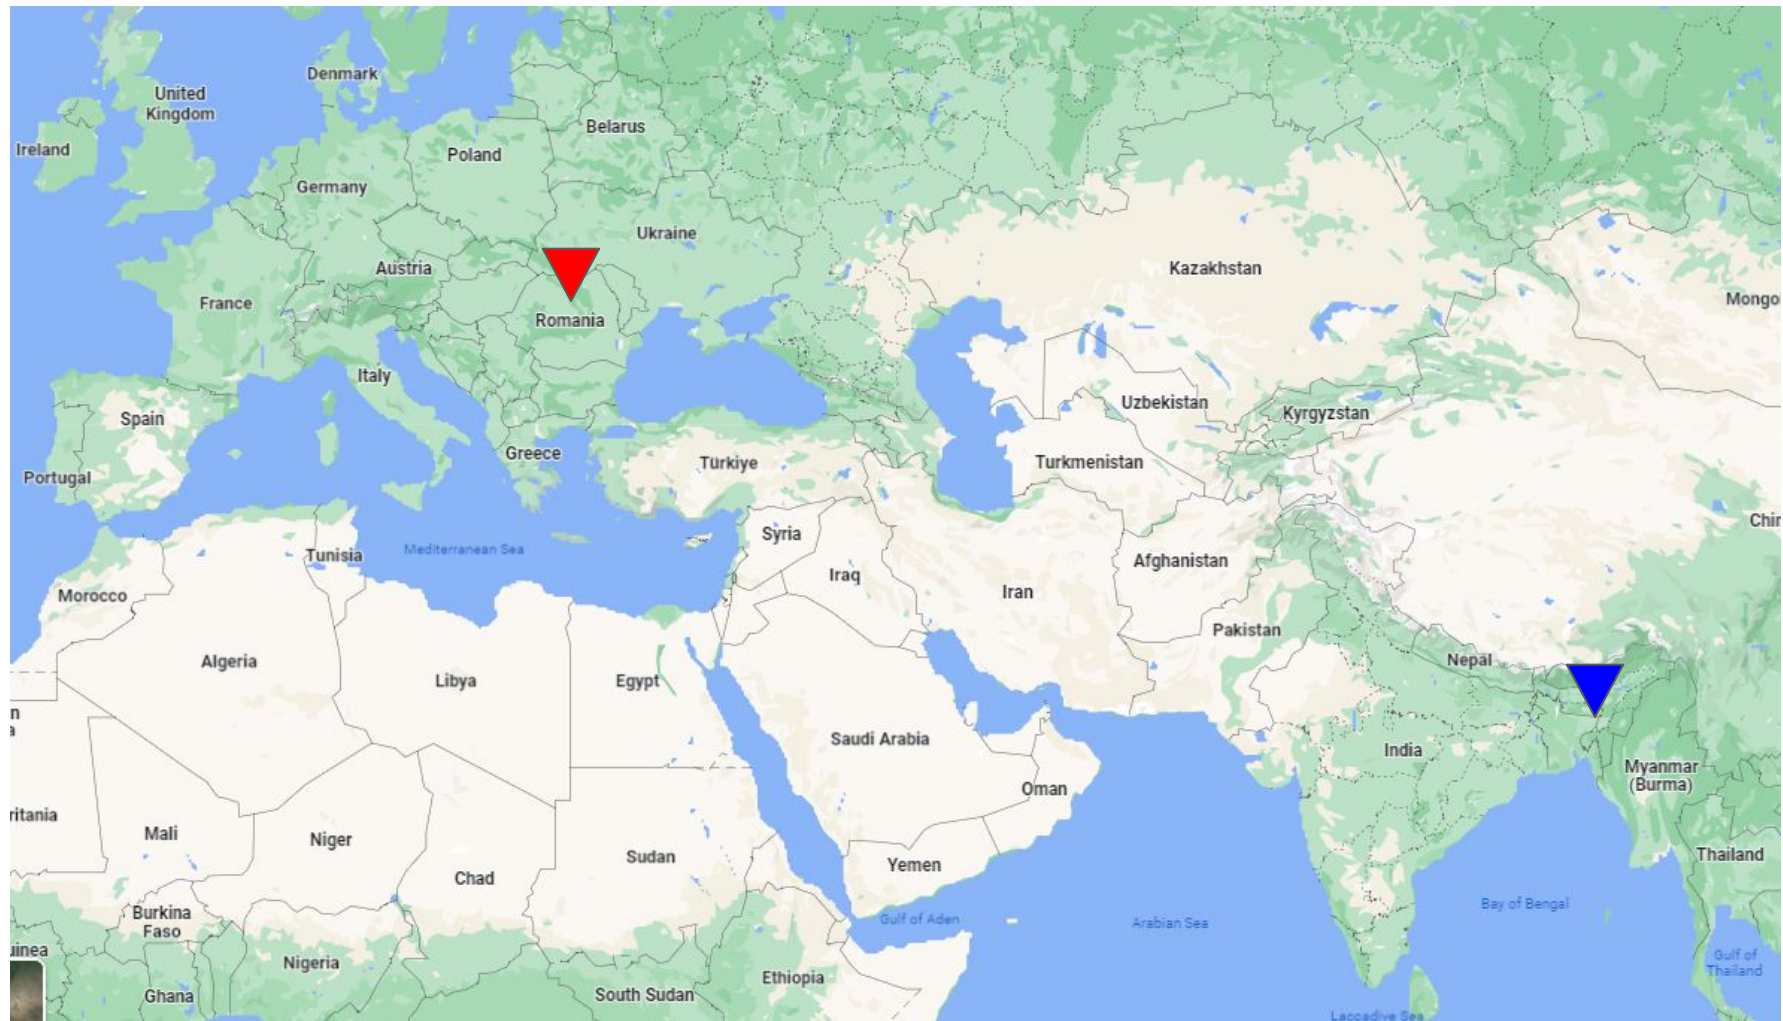 Denmark
United
Kingdom
Belarus
Ireland
Poland
Germany
Ukraine
Austria
Kazakhstan
France
Mongo
Romania
Italy
Uzbekistan
Kyrgyzstan
Spain
Greece
Türkiye
Turkmenistan
Portugal
Chin
Syria
Mediterranean Sea
Tunisia
Afghanistan
Iraq
Morocco
Iran
Pakistan
Algeria
Nepal
Libya
Egypt
n
a
Saudi Arabia
India
Myanmar
(Burma)
Oman
ritania
Mali
Niger
Sudan
Thailand
Yemen
Chad
Bay of Bengal
Burkina
Faso
Gulf of Aden
Arabian Sea
uinea
Nigeria
Gulf of
Thailand
Ethiopia
Ghana
South Sudan
Laccadive Sea